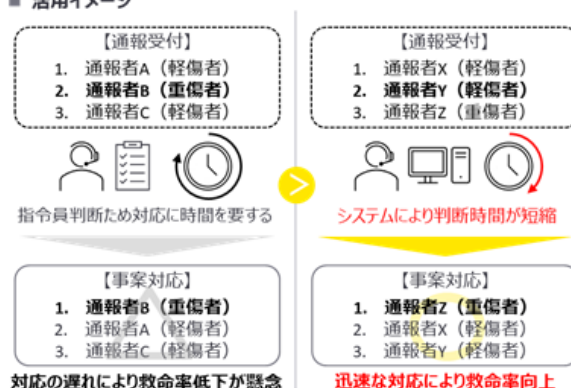 ■ 活用イメージ
【通報受付】
1. 通報者A（軽傷者）
2. 通報者B（重傷者）
3. 通報者C（軽傷者）
指令員判断ため対応に時間を要する
【事案対応】
1. 通報者B（重傷者）
2. 通報者A（軽傷者）
3. 通報者C（軽傷者）
対応の遅れにより救命率低下が懸念
>
【通報受付】
1. 通報者X（軽傷者）
2. 通報者Y（軽傷者）
3. 通報者Z（重傷者）
システムにより判断時間が短縮
【事案対応】
1. 通報者Z（重傷者）
2. 通報者X（軽傷者）
3. 通報者Y（軽傷者）
迅速な対応により救命率向上